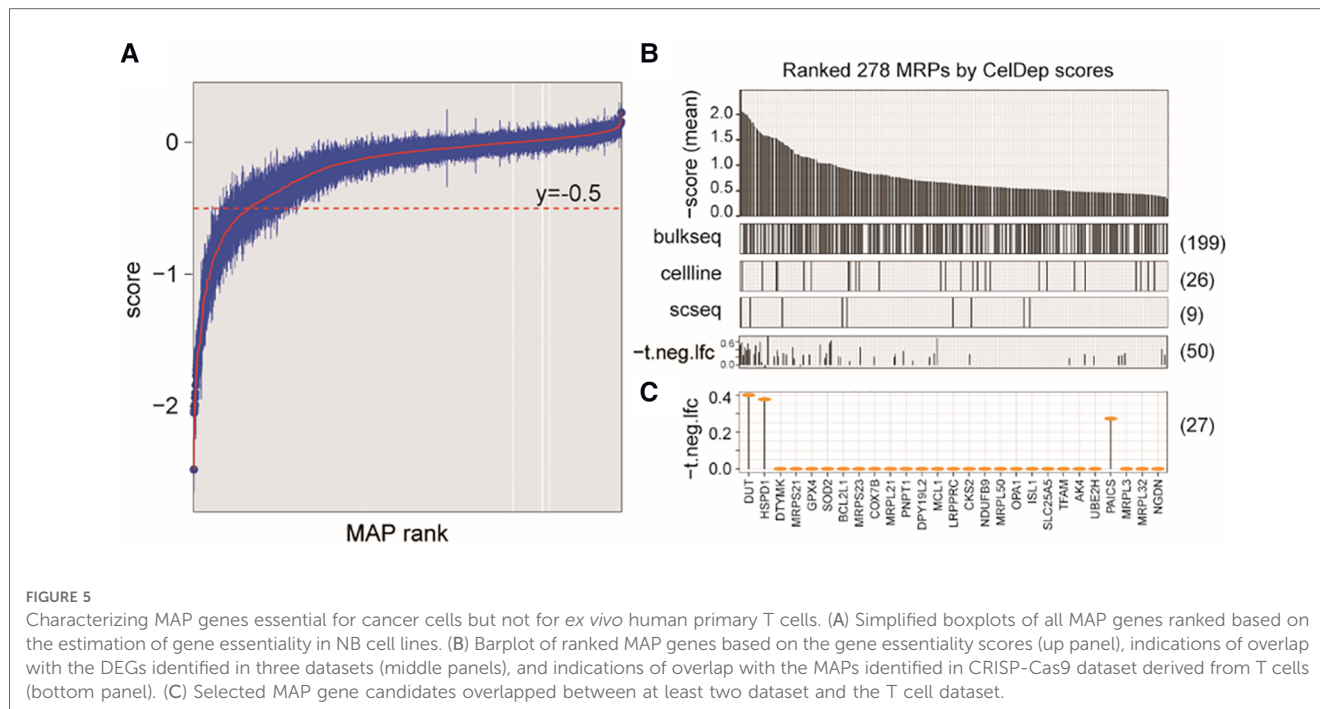 A
0
−1
−2
score
y=-0.5
MAP rank
B
Ranked 278 MRPs by CelDep scores
−score (mean)
2.0
1.5
1.0
0.5
0.0
bulkseq
(199)
cellline
(26)
scseq
(9)
−t.neg.lfc
0.6
0.0
(50)
C
−t.neg.lfc
0.4
0.2
0.0
(27)
DUT
HSPD1
DTYMK
MRPS21
GPX4
SOD2
BCL2L1
MRPS23
COX7B
MRPL21
PNPT1
DPY19L2
MCL1
LRPPRC
CKS2
NDUFB9
MRPL50
OPA1
ISL1
SLC25A5
TFAM
AK4
UBE2H
PAICS
MRPL3
MRPL32
NGDN
FIGURE 5
Characterizing MAP genes essential for cancer cells but not for ex vivo human primary T cells. (A) Simplified boxplots of all MAP genes ranked based on
the estimation of gene essentiality in NB cell lines. (B) Barplot of ranked MAP genes based on the gene essentiality scores (up panel), indications of overlap
with the DEGs identified in three datasets (middle panels), and indications of overlap with the MAPs identified in CRISP-Cas9 dataset derived from T cells
(bottom panel). (C) Selected MAP gene candidates overlapped between at least two dataset and the T cell dataset.